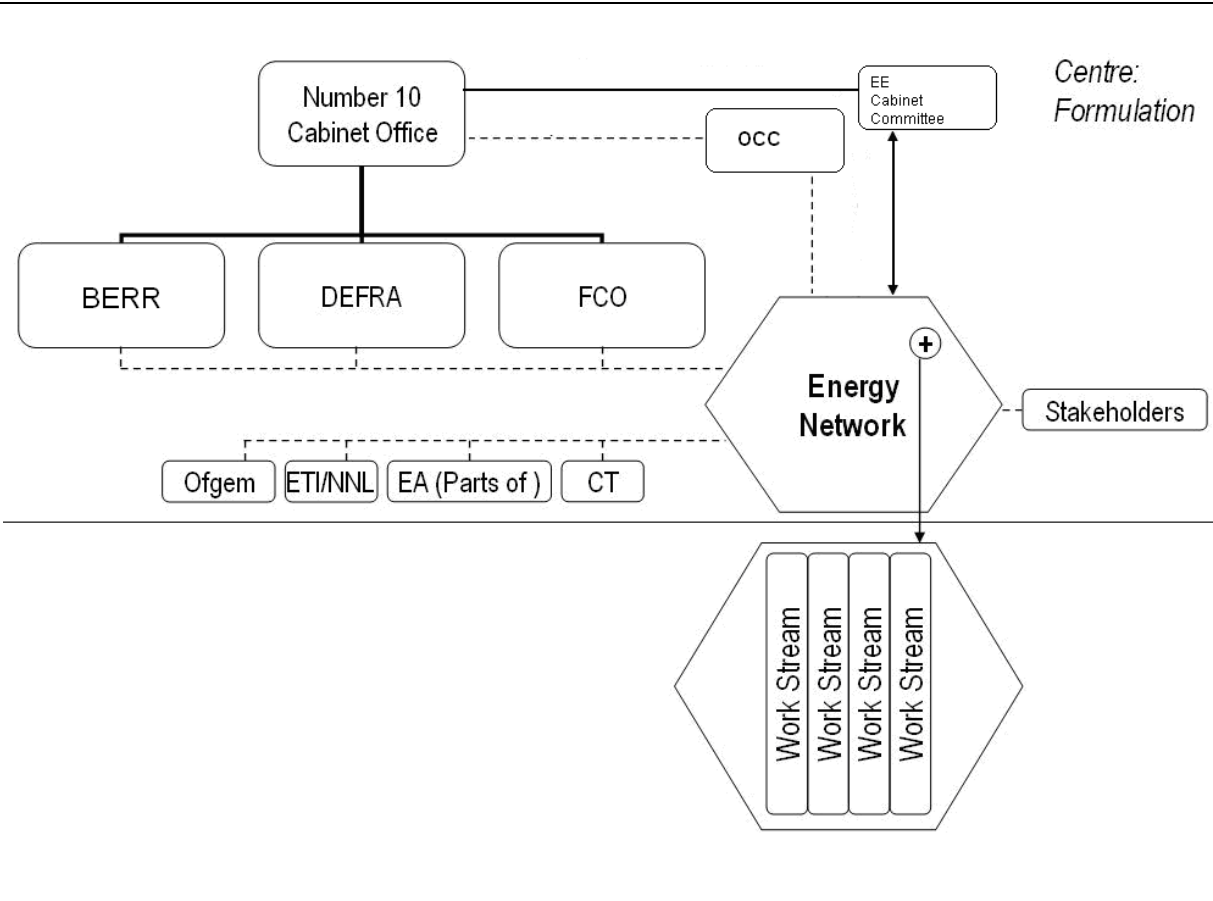 Number 10
Cabinet Office
EE
Cabinet
Committee
Centre:
Formulation
OCC
BERR
DEFRA
FCO
+
Energy
Network
Stakeholders
Ofgem
ETI/NNL
EA (Parts of )
CT
Work Stream
Work Stream
Work Stream
Work Stream